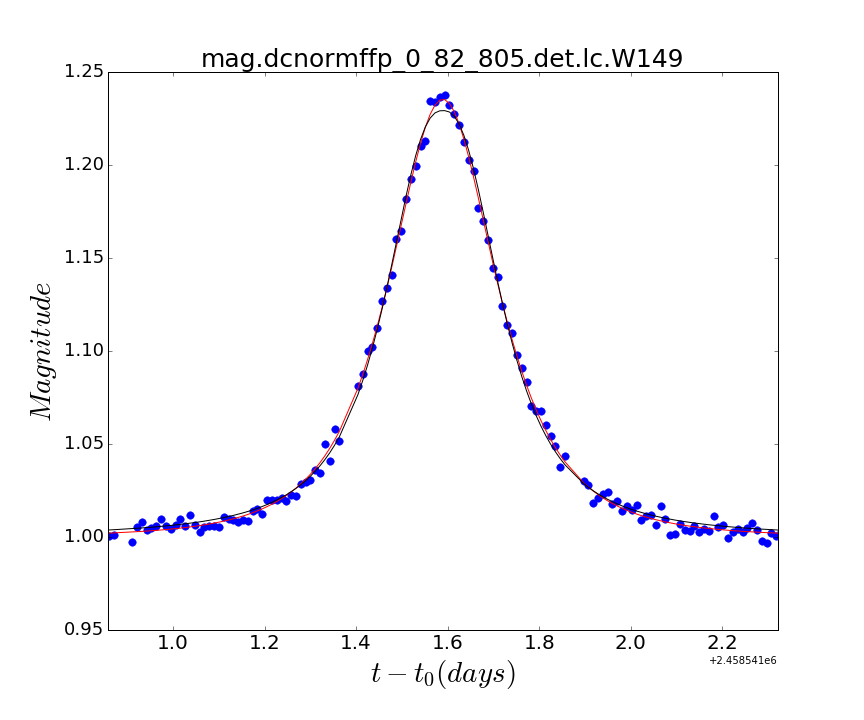 mag.dcnormffp_0_82_805.det.lc.W149
1.25
1.20
1.15
1.10
1.05
1.00
0.95
Magnitude
1.0 1.2 1.4 1.6 1.8 2.0 2.2
+2.458541e6
t − t₀(days)